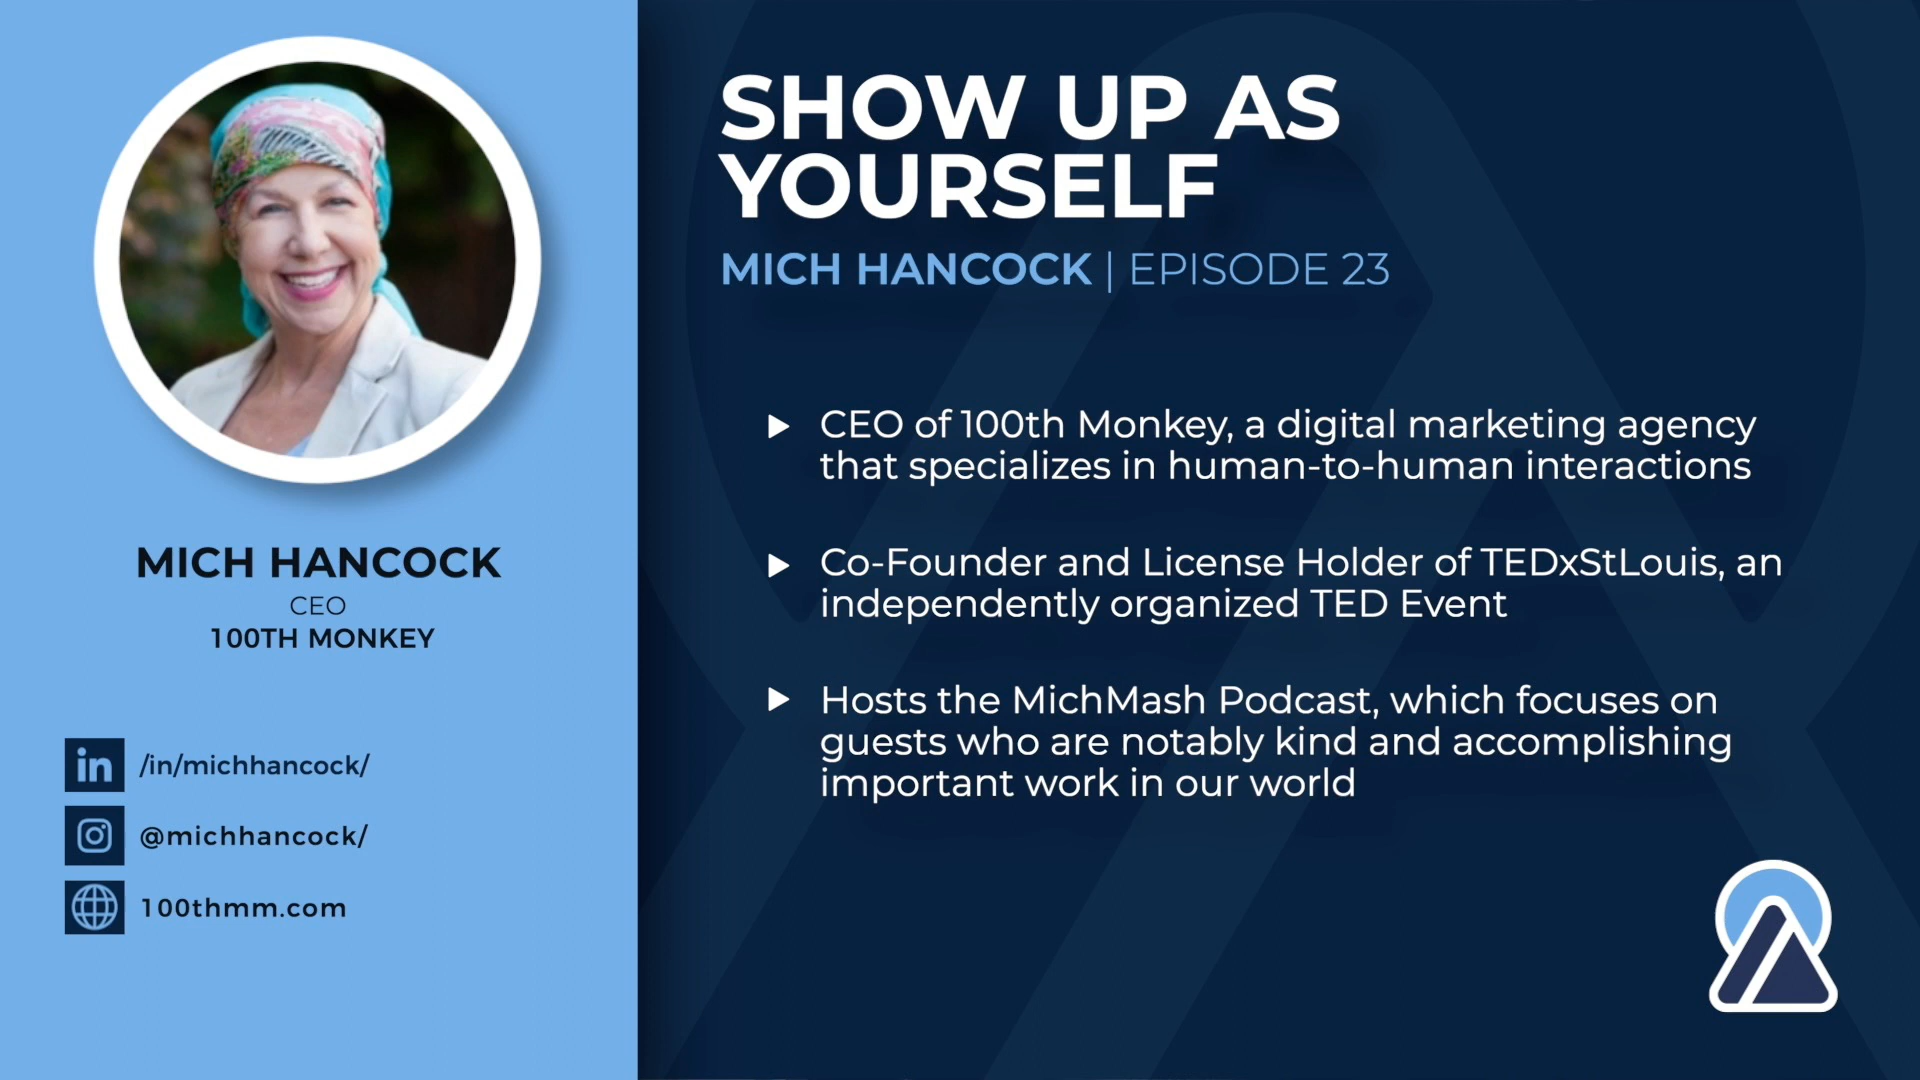 MICH HANCOCK
CEO
100TH MONKEY
in /in/michhancock/
@michhancock/
100thmm.com
SHOW UP AS
YOURSELF
MICH HANCOCK | EPISODE 23
CEO of 100th Monkey, a digital marketing agency
that specializes in human-to-human interactions
Co-Founder and License Holder of TEDxStLouis, an
independently organized TED Event
Hosts the MichMash Podcast, which focuses on
guests who are notably kind and accomplishing
important work in our world